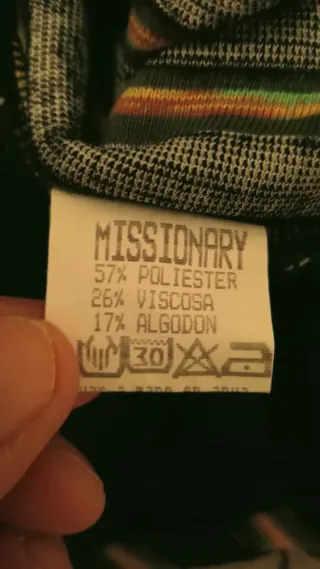 MISSIONARY
57% POLIESTER
26% VISCOSA
17% ALGODON
30